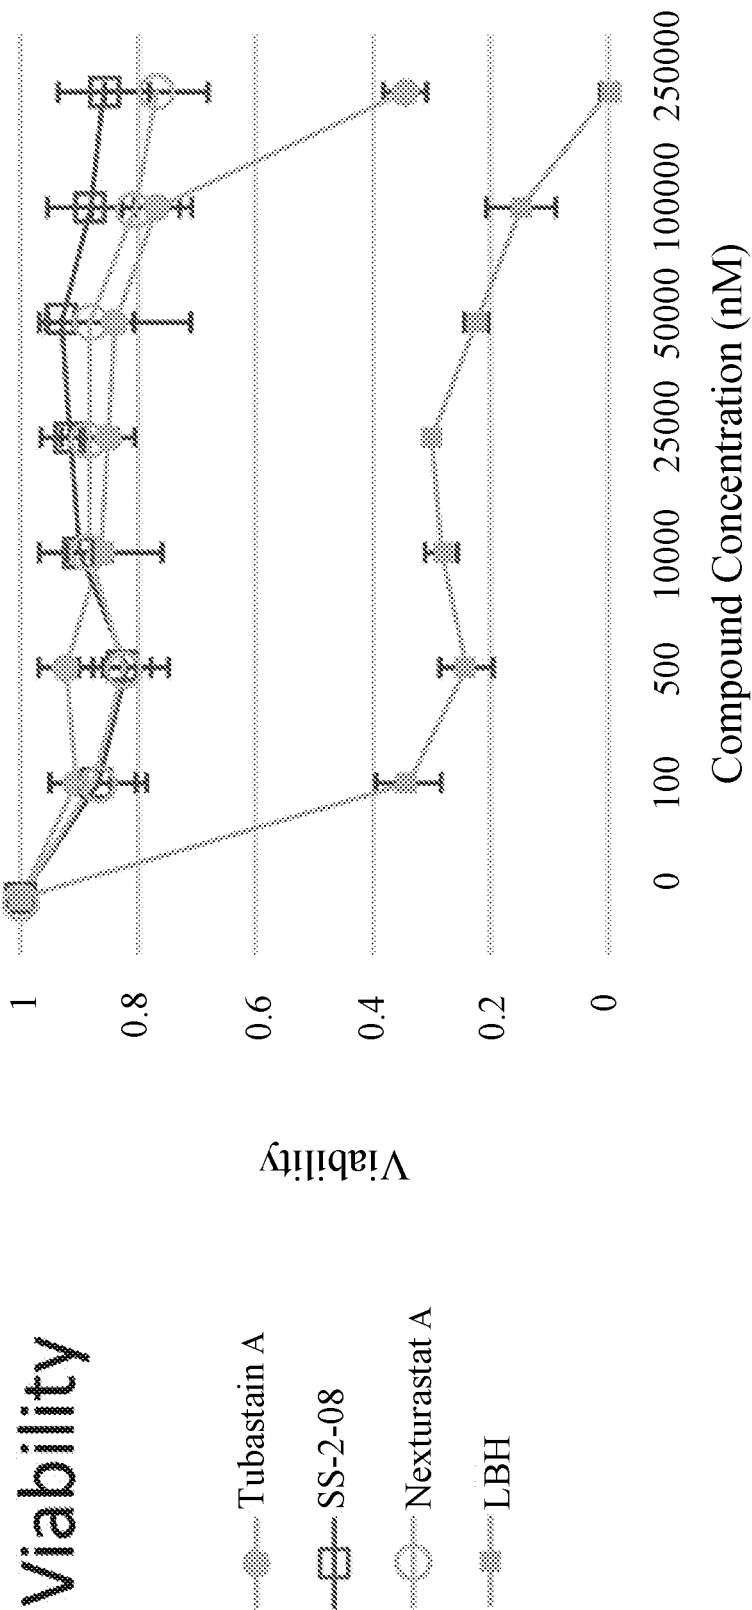 Viability
Tubastain A
SS-2-08
Nexturastat A
LBH
Viability
1
0.8
0.6
0.4
0.2
0
0 100 500 10000 25000 50000 100000 250000
Compound Concentration (nM)